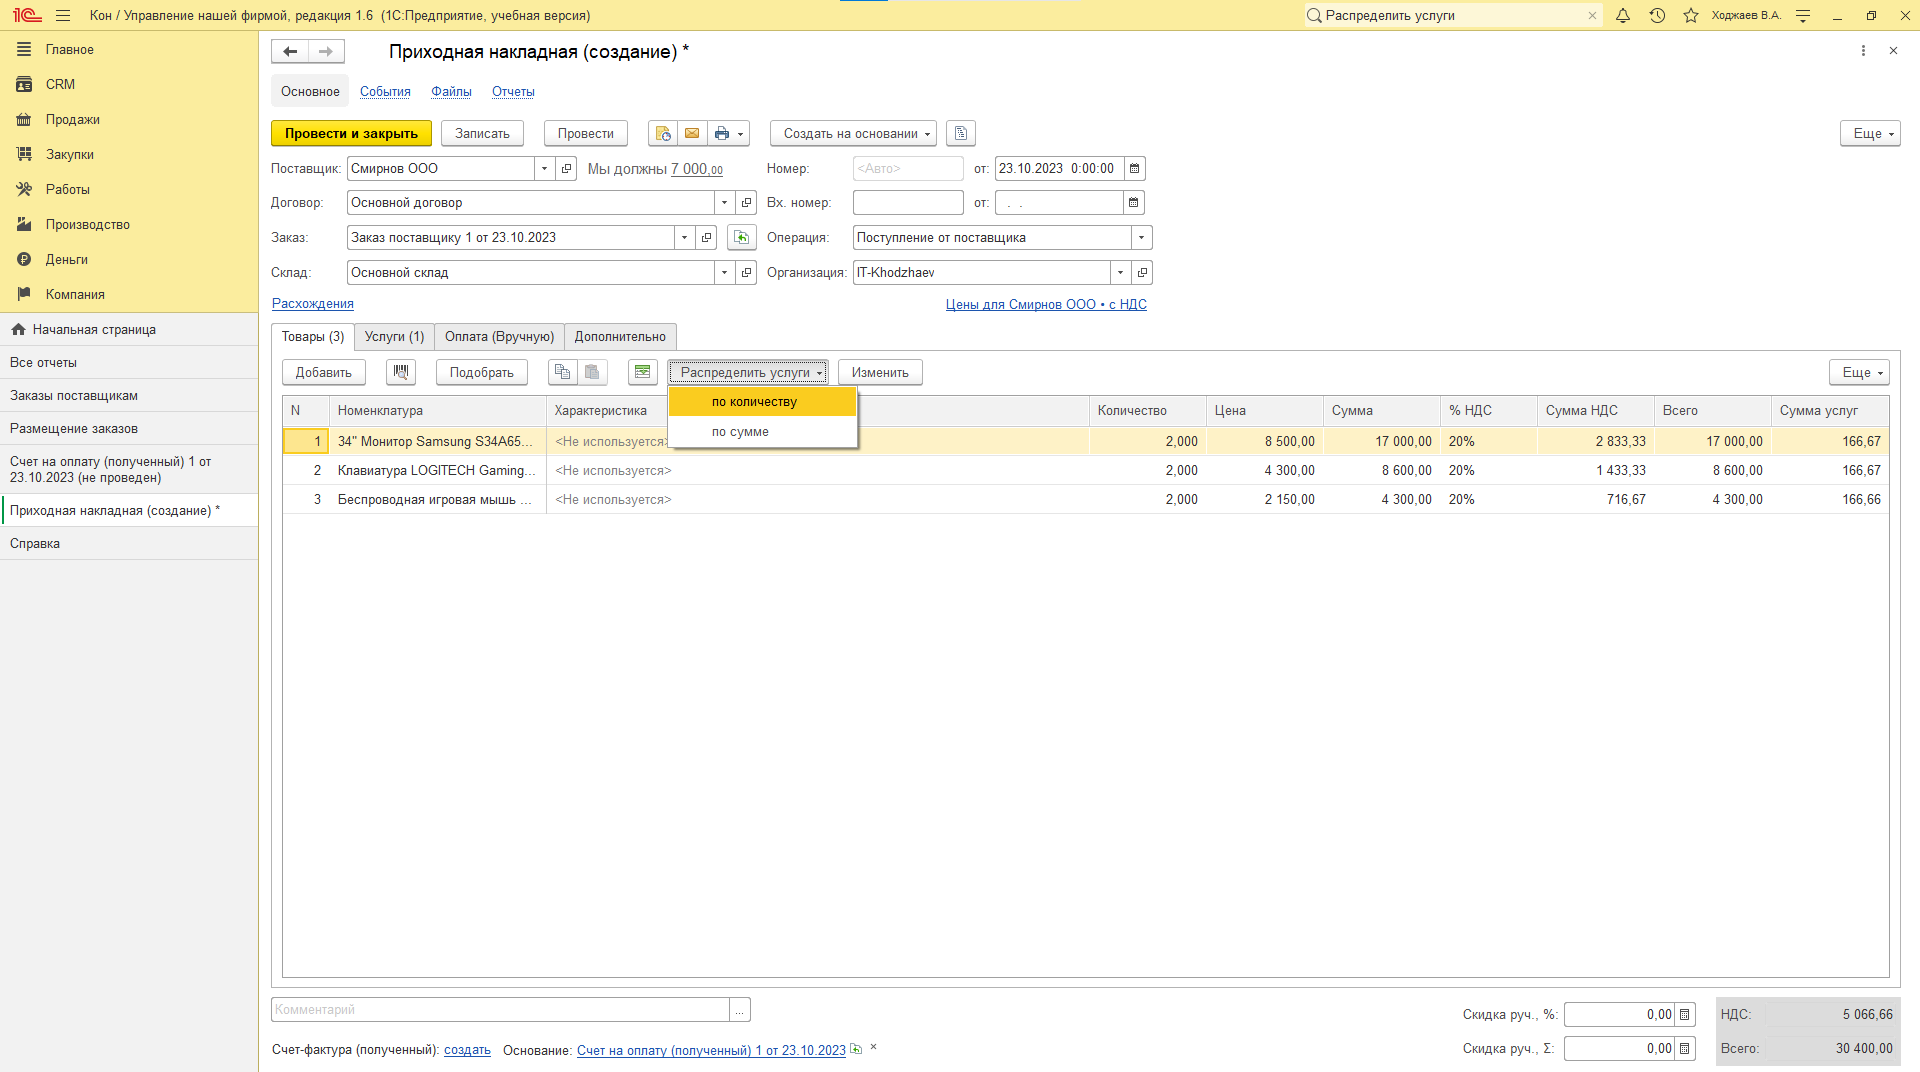 Кон / Управление нашей фирмой, редакция 1.6 (1С:Предприятие, учебная версия)
Распределить услуги
Ходжаев В.А.
Главное
CRM
Продажи
Закупки
Работы
Производство
Деньги
Компания
Начальная страница
Все отчеты
Заказы поставщикам
Размещение заказов
Счет на оплату (полученный) 1 от
23.10.2023 (не проведен)
Приходная накладная (создание) *
Справка
Приходная накладная (создание) *
Основное События Файлы Отчеты
Провести и закрыть Записать Провести Создать на основании Еще
Поставщик: Смирнов ООО Мы должны 7 000,00 Номер: <Авто> от: 23.10.2023 0:00:00
Договор: Основной договор Вх. номер: от: . .
Заказ: Заказ поставщику 1 от 23.10.2023 Операция: Поступление от поставщика
Склад: Основной склад Организация: IT-Khodzhaev
Расхождения Цены для Смирнов ООО • с НДС
Товары (3) Услуги (1) Оплата (Вручную) Дополнительно
Добавить Подобрать Распределить услуги Изменить Еще
по количеству
по сумме
N Номенклатура Характеристика Количество Цена Сумма % НДС Сумма НДС Всего Сумма услуг
1 34" Монитор Samsung S34A65... <Не используется> 2,000 8 500,00 17 000,00 20% 2 833,33 17 000,00 166,67
2 Клавиатура LOGITECH Gaming... <Не используется> 2,000 4 300,00 8 600,00 20% 1 433,33 8 600,00 166,67
3 Беспроводная игровая мышь ... <Не используется> 2,000 2 150,00 4 300,00 20% 716,67 4 300,00 166,66
Комментарий ...
Скидка руч., %: 0,00 НДС: 5 066,66
Счет-фактура (полученный): создать Основание: Счет на оплату (полученный) 1 от 23.10.2023
Скидка руч., Σ: 0,00 Всего: 30 400,00